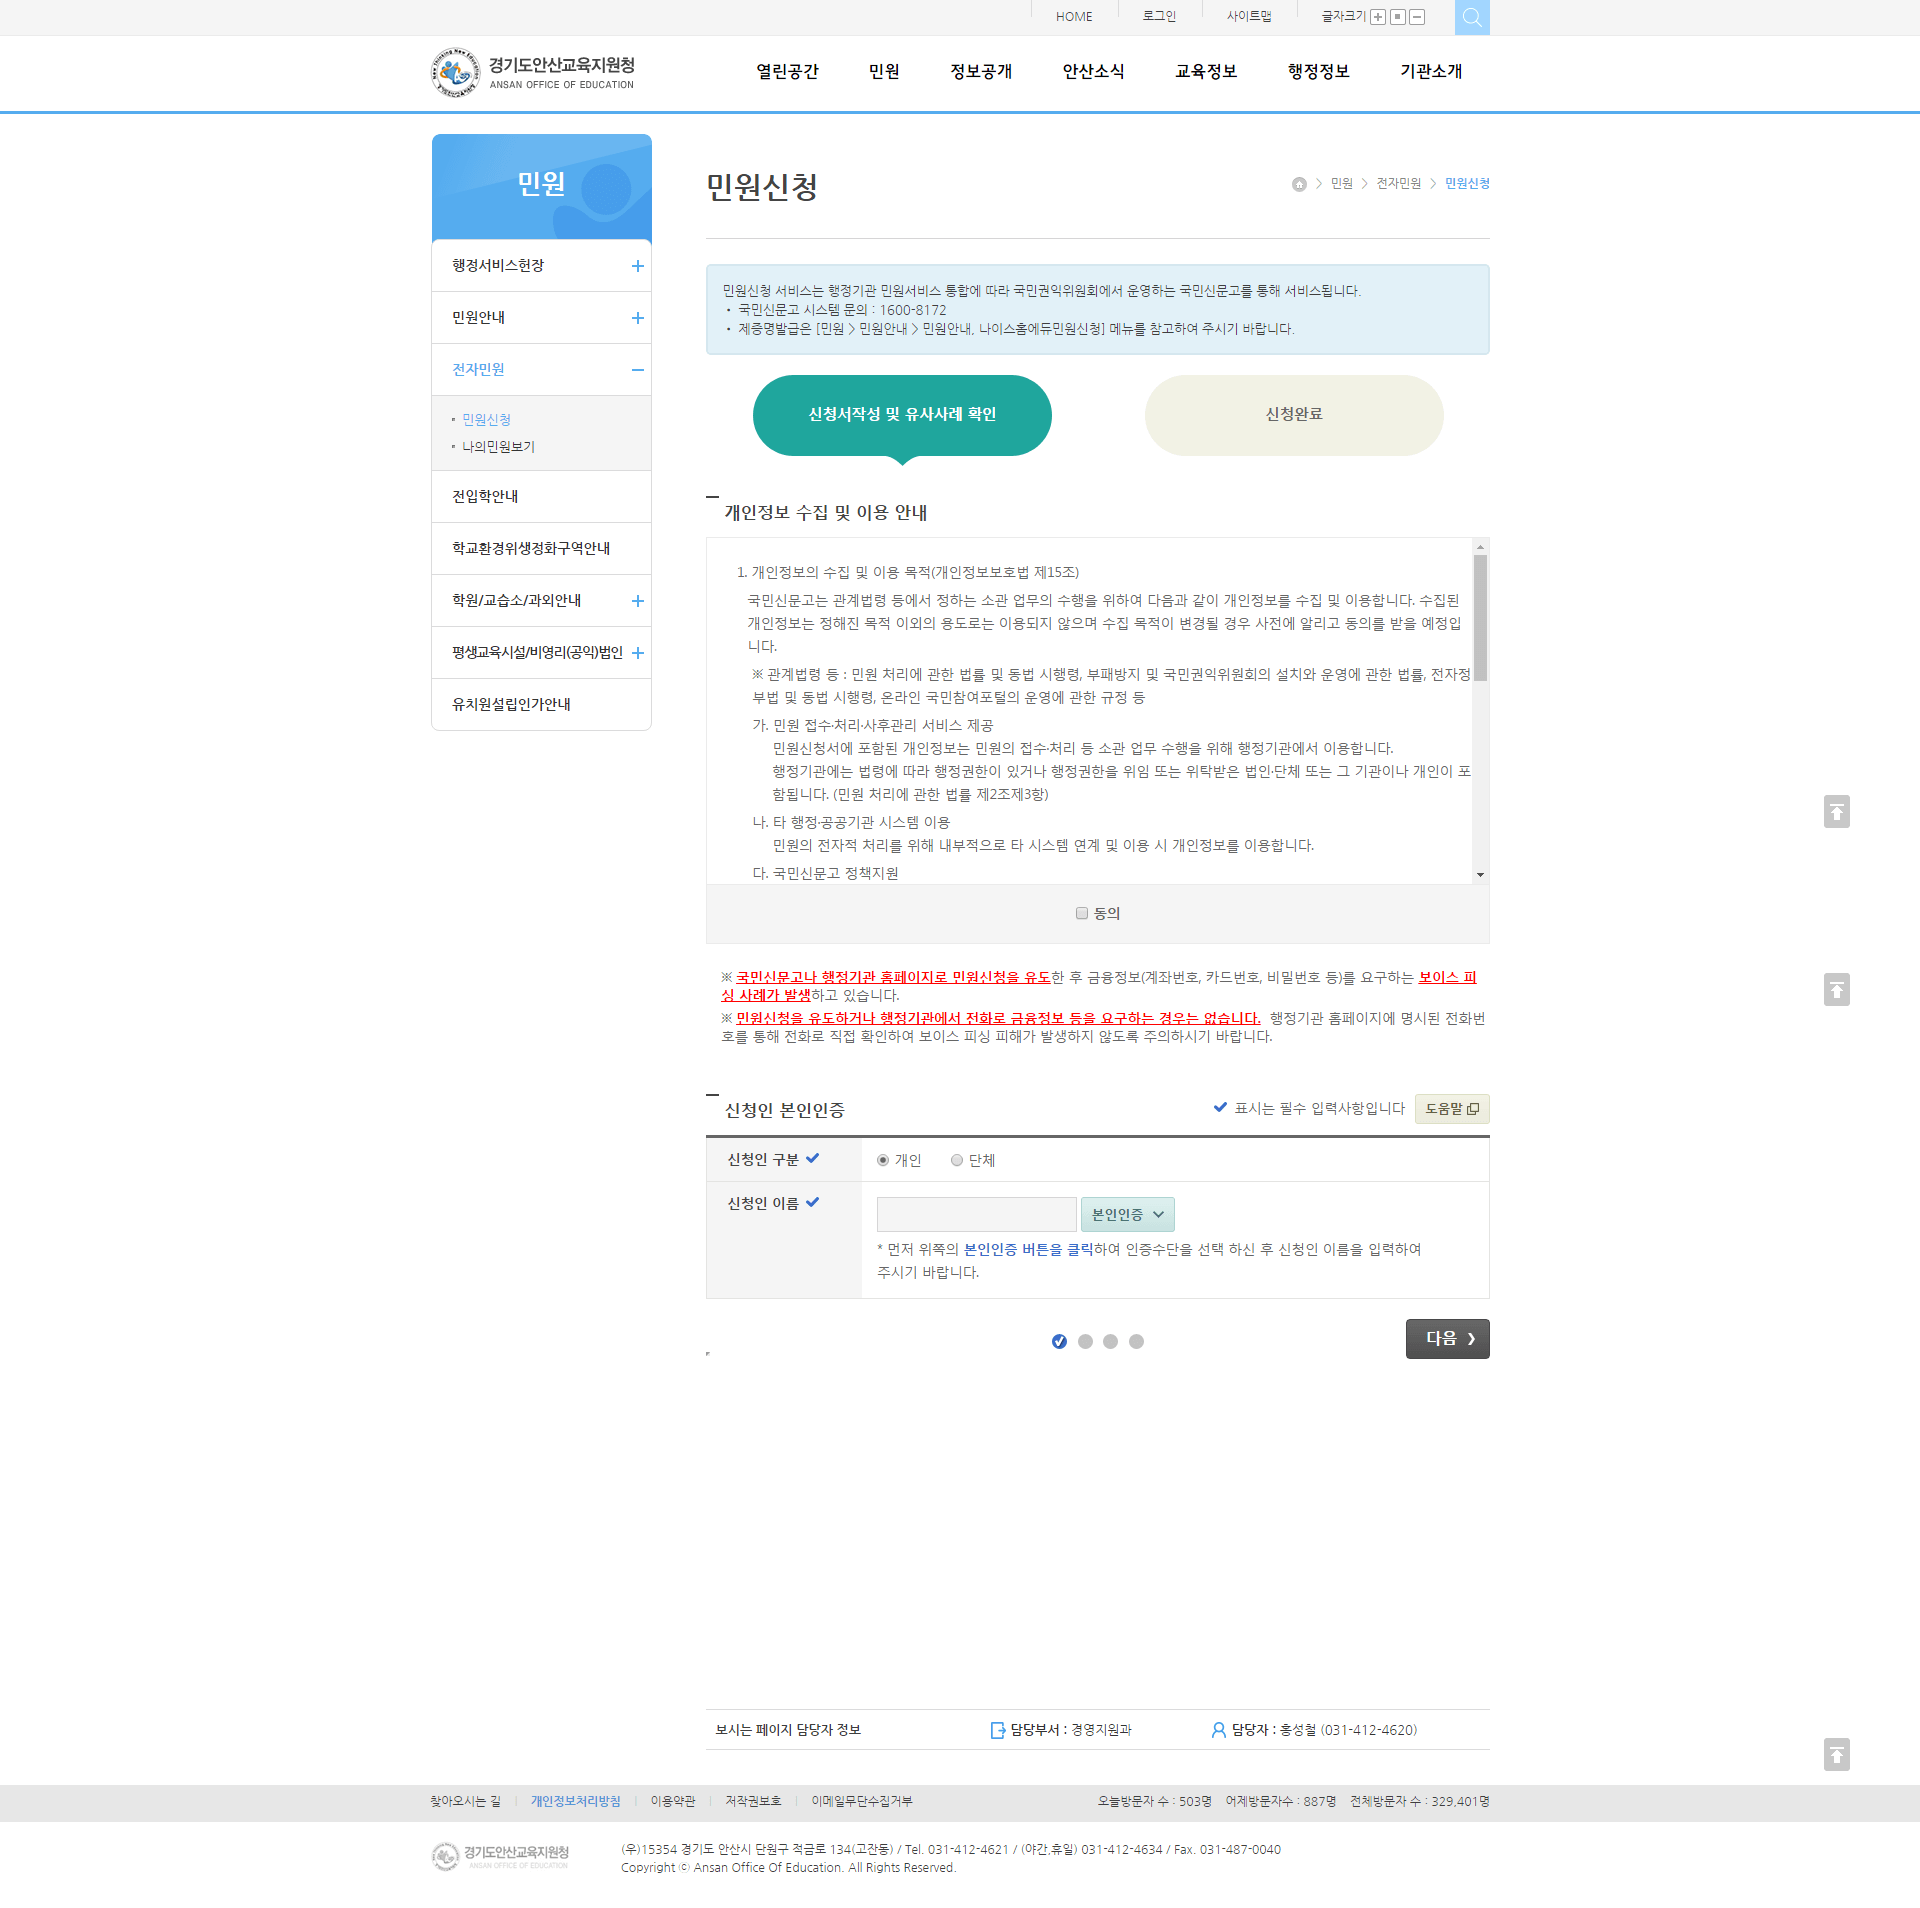 HOME 로그인 사이트맵 글자크기
경기도안산교육지원청
ANSAN OFFICE OF EDUCATION
열린공간 민원 정보공개 안산소식 교육정보 행정정보 기관소개
민원
행정서비스헌장
민원안내
전자민원
민원신청
나의민원보기
전입학안내
학교환경위생정화구역안내
학원/교습소/과외안내
평생교육시설/비영리(공익)법인
유치원설립인가안내
민원신청
> 민원 > 전자민원 > 민원신청
민원신청 서비스는 행정기관 민원서비스 통합에 따라 국민권익위원회에서 운영하는 국민신문고를 통해 서비스됩니다.
• 국민신문고 시스템 문의 : 1600-8172
• 제증명발급은 [민원 > 민원안내 > 민원안내, 나이스홈에듀민원신청] 메뉴를 참고하여 주시기 바랍니다.
신청서작성 및 유사사례 확인
신청완료
개인정보 수집 및 이용 안내
1. 개인정보의 수집 및 이용 목적(개인정보보호법 제15조)
국민신문고는 관계법령 등에서 정하는 소관 업무의 수행을 위하여 다음과 같이 개인정보를 수집 및 이용합니다. 수집된
개인정보는 정해진 목적 이외의 용도로는 이용되지 않으며 수집 목적이 변경될 경우 사전에 알리고 동의를 받을 예정입
니다.
※ 관계법령 등 : 민원 처리에 관한 법률 및 동법 시행령, 부패방지 및 국민권익위원회의 설치와 운영에 관한 법률, 전자정
부법 및 동법 시행령, 온라인 국민참여포털의 운영에 관한 규정 등
가. 민원 접수·처리·사후관리 서비스 제공
민원신청서에 포함된 개인정보는 민원의 접수·처리 등 소관 업무 수행을 위해 행정기관에서 이용합니다.
행정기관에는 법령에 따라 행정권한이 있거나 행정권한을 위임 또는 위탁받은 법인·단체 또는 그 기관이나 개인이 포
함됩니다. (민원 처리에 관한 법률 제2조제3항)
나. 타 행정·공공기관 시스템 이용
민원의 전자적 처리를 위해 내부적으로 타 시스템 연계 및 이용 시 개인정보를 이용합니다.
다. 국민신문고 정책지원
동의
※ 국민신문고나 행정기관 홈페이지로 민원신청을 유도한 후 금융정보(계좌번호, 카드번호, 비밀번호 등)를 요구하는 보이스 피
싱 사례가 발생하고 있습니다.
※ 민원신청을 유도하거나 행정기관에서 전화로 금융정보 등을 요구하는 경우는 없습니다. 행정기관 홈페이지에 명시된 전화번
호를 통해 전화로 직접 확인하여 보이스 피싱 피해가 발생하지 않도록 주의하시기 바랍니다.
신청인 본인인증
표시는 필수 입력사항입니다 도움말
신청인 구분 개인 단체
신청인 이름 본인인증
* 먼저 위쪽의 본인인증 버튼을 클릭하여 인증수단을 선택 하신 후 신청인 이름을 입력하여
주시기 바랍니다.
다음 ❯
보시는 페이지 담당자 정보 담당부서 : 경영지원과 담당자 : 홍성철 (031-412-4620)
찾아오시는 길 개인정보처리방침 이용약관 저작권보호 이메일무단수집거부 오늘방문자 수 : 503명 어제방문자수 : 887명 전체방문자 수 : 329,401명
경기도안산교육지원청
ANSAN OFFICE OF EDUCATION
(우)15354 경기도 안산시 단원구 적금로 134(고잔동) / Tel. 031-412-4621 / (야간,휴일) 031-412-4634 / Fax. 031-487-0040
Copyright ⓒ Ansan Office Of Education. All Rights Reserved.